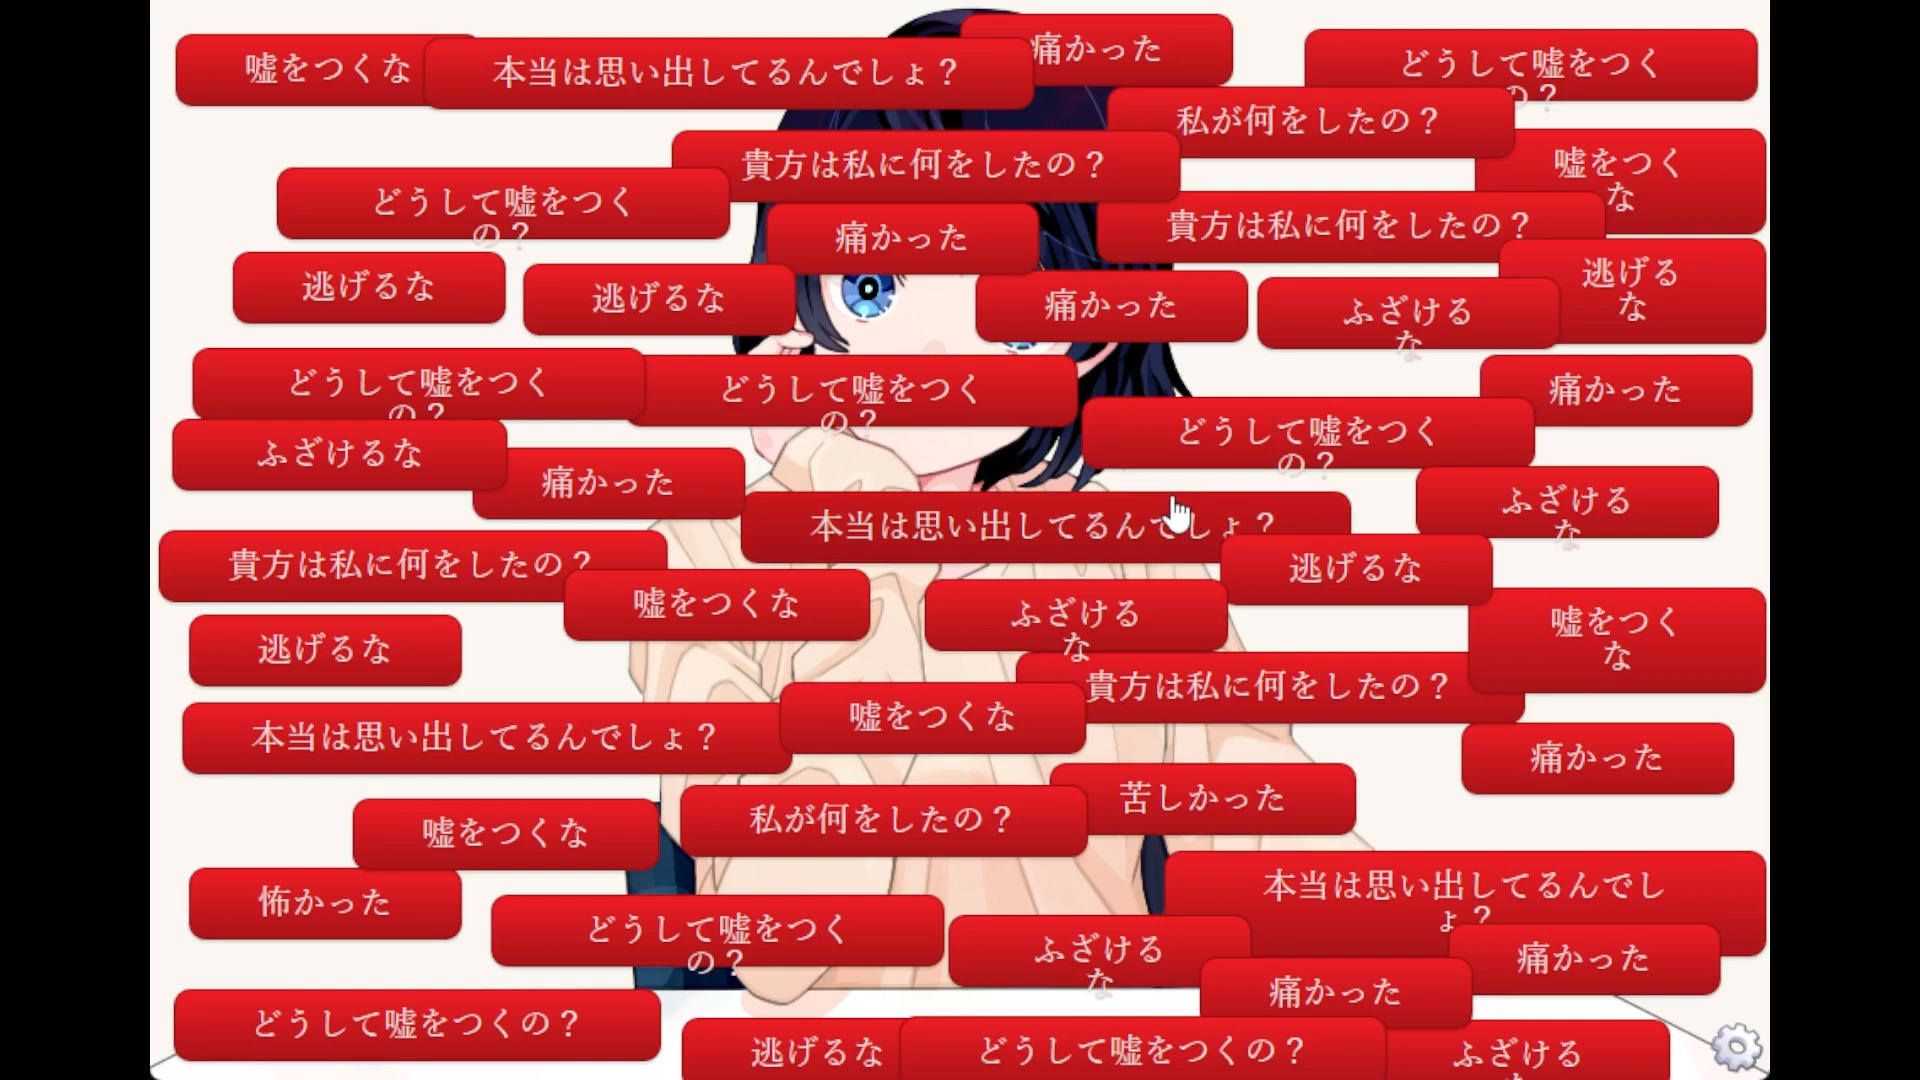 嘘をつくな
本当は思い出してるんでしょ？
痛かった
どうして嘘をつく
の？
私が何をしたの？
貴方は私に何をしたの？
嘘をつく
な
どうして嘘をつく
の？
痛かった
貴方は私に何をしたの？
逃げるな
逃げるな
痛かった
ふざける
な
逃げる
な
どうして嘘をつく
の？
どうして嘘をつく
の？
痛かった
どうして嘘をつく
の？
ふざけるな
痛かった
本当は思い出してるんでしょ？
ふざける
な
貴方は私に何をしたの？
逃げるな
嘘をつくな
ふざける
な
嘘をつく
な
逃げるな
貴方は私に何をしたの？
本当は思い出してるんでしょ？
嘘をつくな
痛かった
嘘をつくな
私が何をしたの？
苦しかった
怖かった
本当は思い出してるんでし
ょ？
どうして嘘をつく
の？
ふざける
な
痛かった
痛かった
どうして嘘をつくの？
逃げるな
どうして嘘をつくの？
ふざける